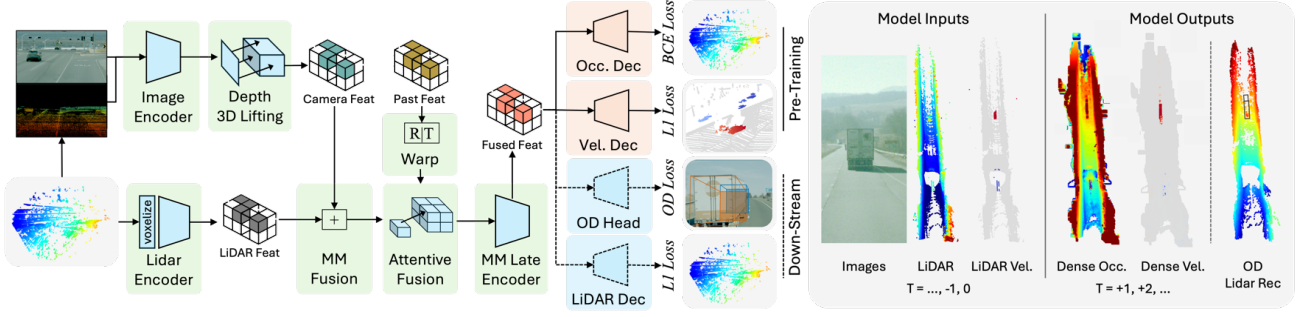 Image
Encoder
Depth
3D Lifting
Camera Feat
Past Feat
R|T
Warp
Fused Feat
voxelize
Lidar
Encoder
LiDAR Feat
+
MM
Fusion
Attentive
Fusion
MM Late
Encoder
Occ. Dec
BCE Loss
Vel. Dec
L1 Loss
OD Head
OD Loss
LiDAR Dec
L1 Loss
Pre-Training
Down-Stream
Model Inputs
Model Outputs
Images
LiDAR
LiDAR Vel.
T = ..., -1, 0
Dense Occ.
Dense Vel.
T = +1, +2, ...
OD
Lidar Rec